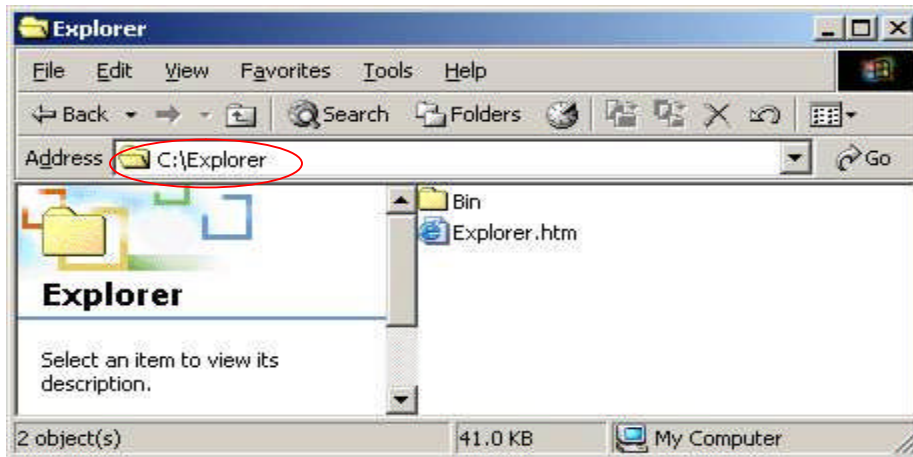 Explorer
File Edit View Favorites Tools Help
Back Search Folders
Address C:\Explorer Go
Bin
Explorer.htm
Explorer
Select an item to view its
description.
2 object(s) 41.0 KB My Computer